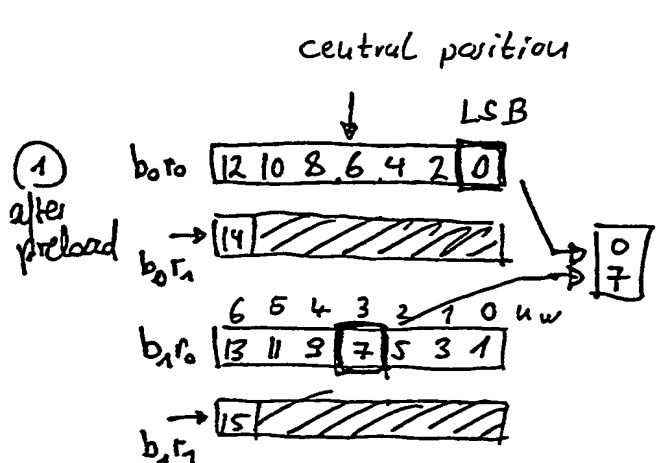 central position
LSB
1 b₀r₀ 12 10 8 6 4 2 0
after preload
b₀r₁ 14
0
7
6 5 4 3 2 1 0 uw
b₁r₀ 13 11 9 7 5 3 1
b₁r₁ 15